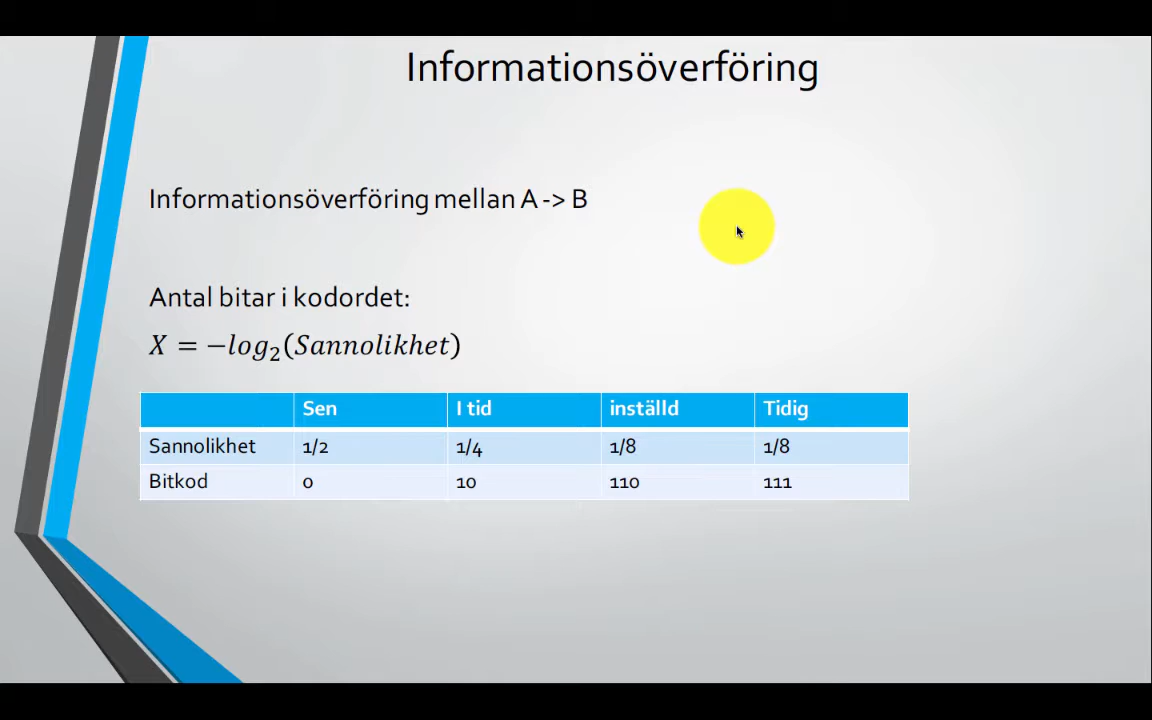 Informationsöverföring
Informationsöverföring mellan A -> B
Antal bitar i kodordet:
X = −log₂(Sannolikhet)
Sen I tid inställd Tidig
Sannolikhet 1/2 1/4 1/8 1/8
Bitkod 0 10 110 111